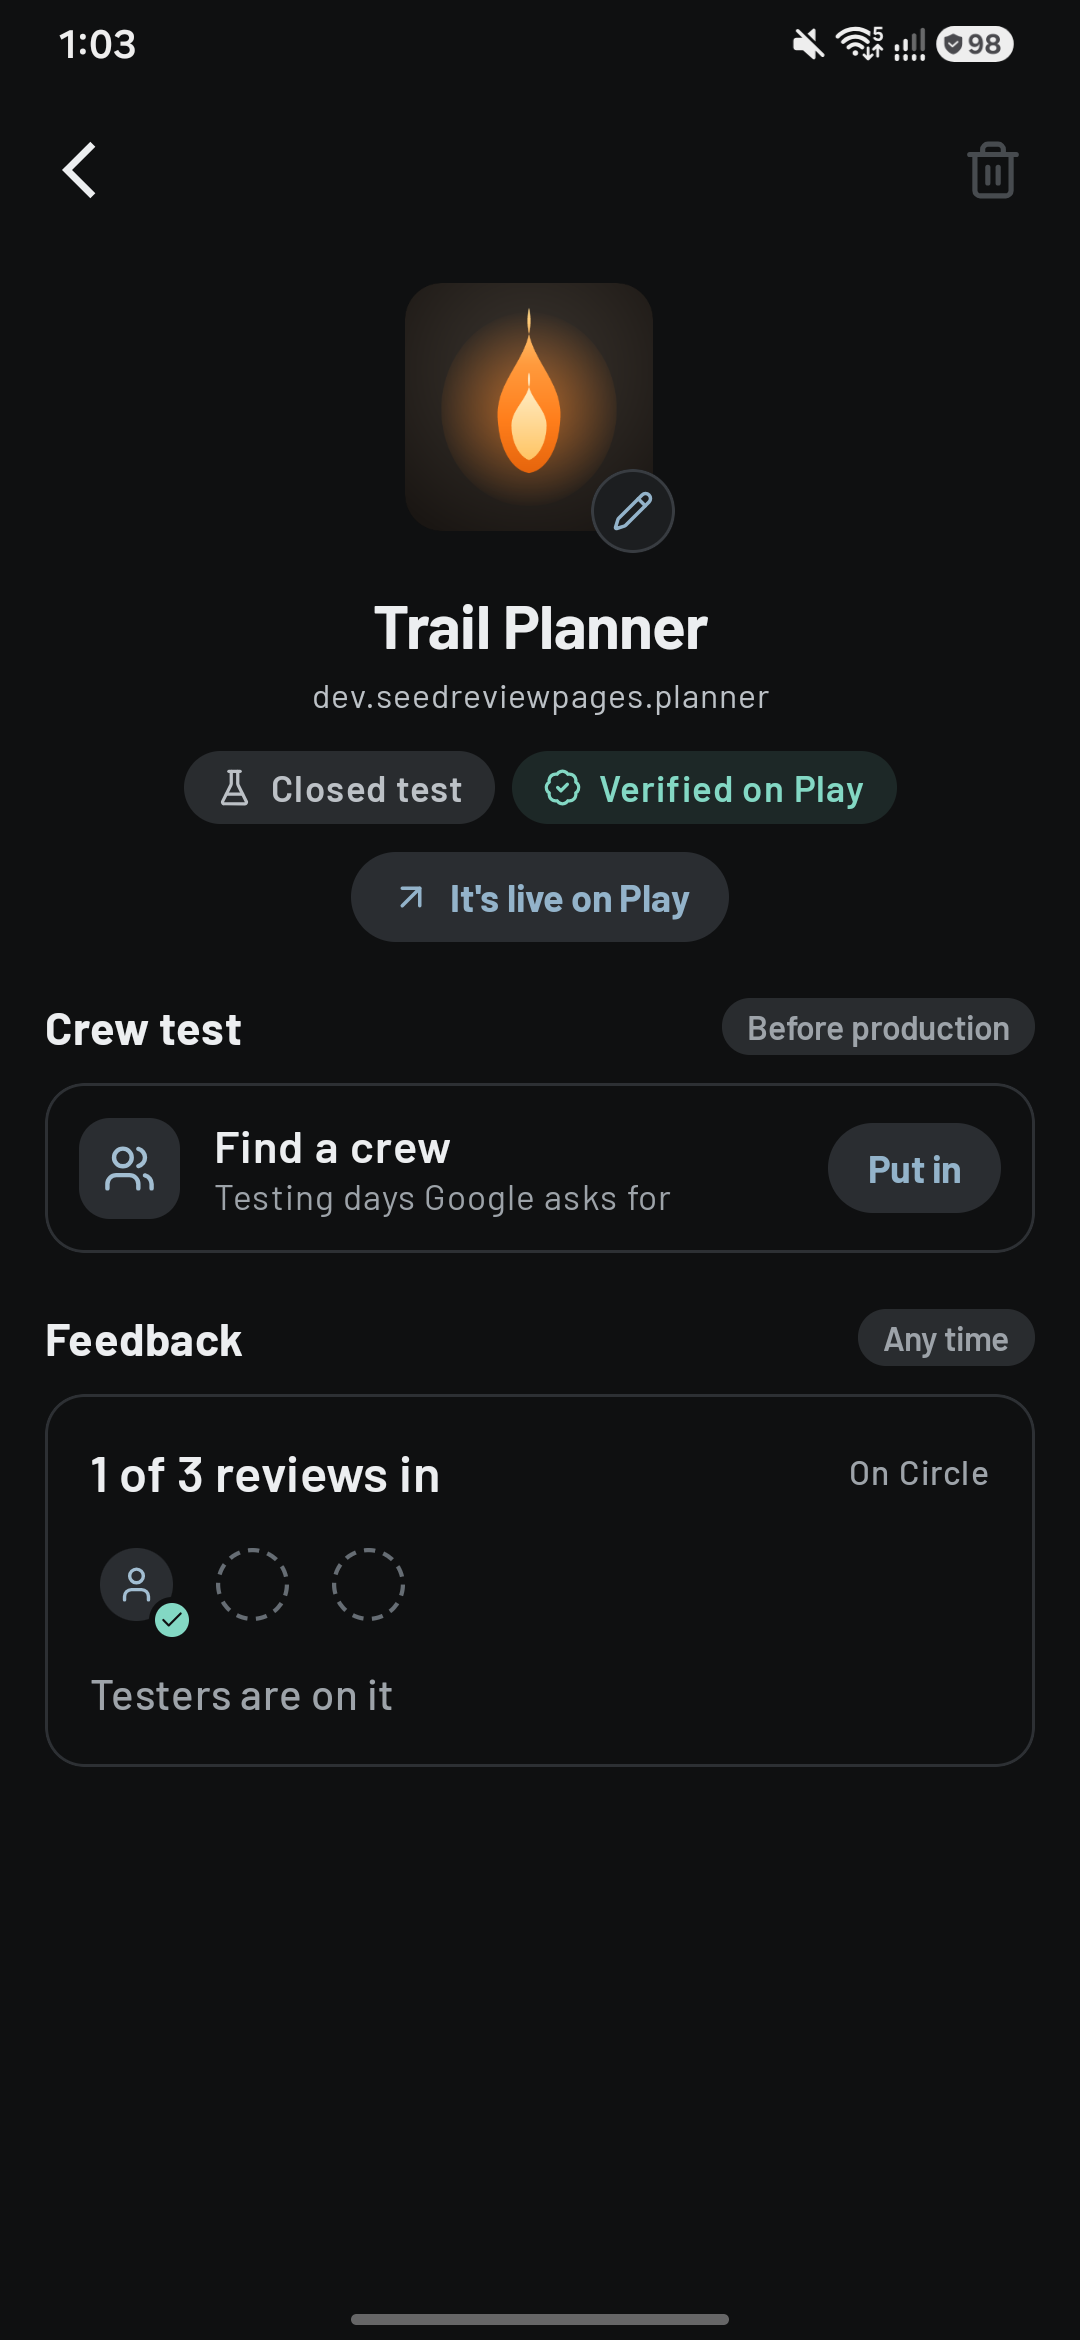 1:03
5
98
Trail Planner
dev.seedreviewpages.planner
Closed test
Verified on Play
It's live on Play
Crew test
Before production
Find a crew
Testing days Google asks for
Put in
Feedback
Any time
1 of 3 reviews in
On Circle
Testers are on it